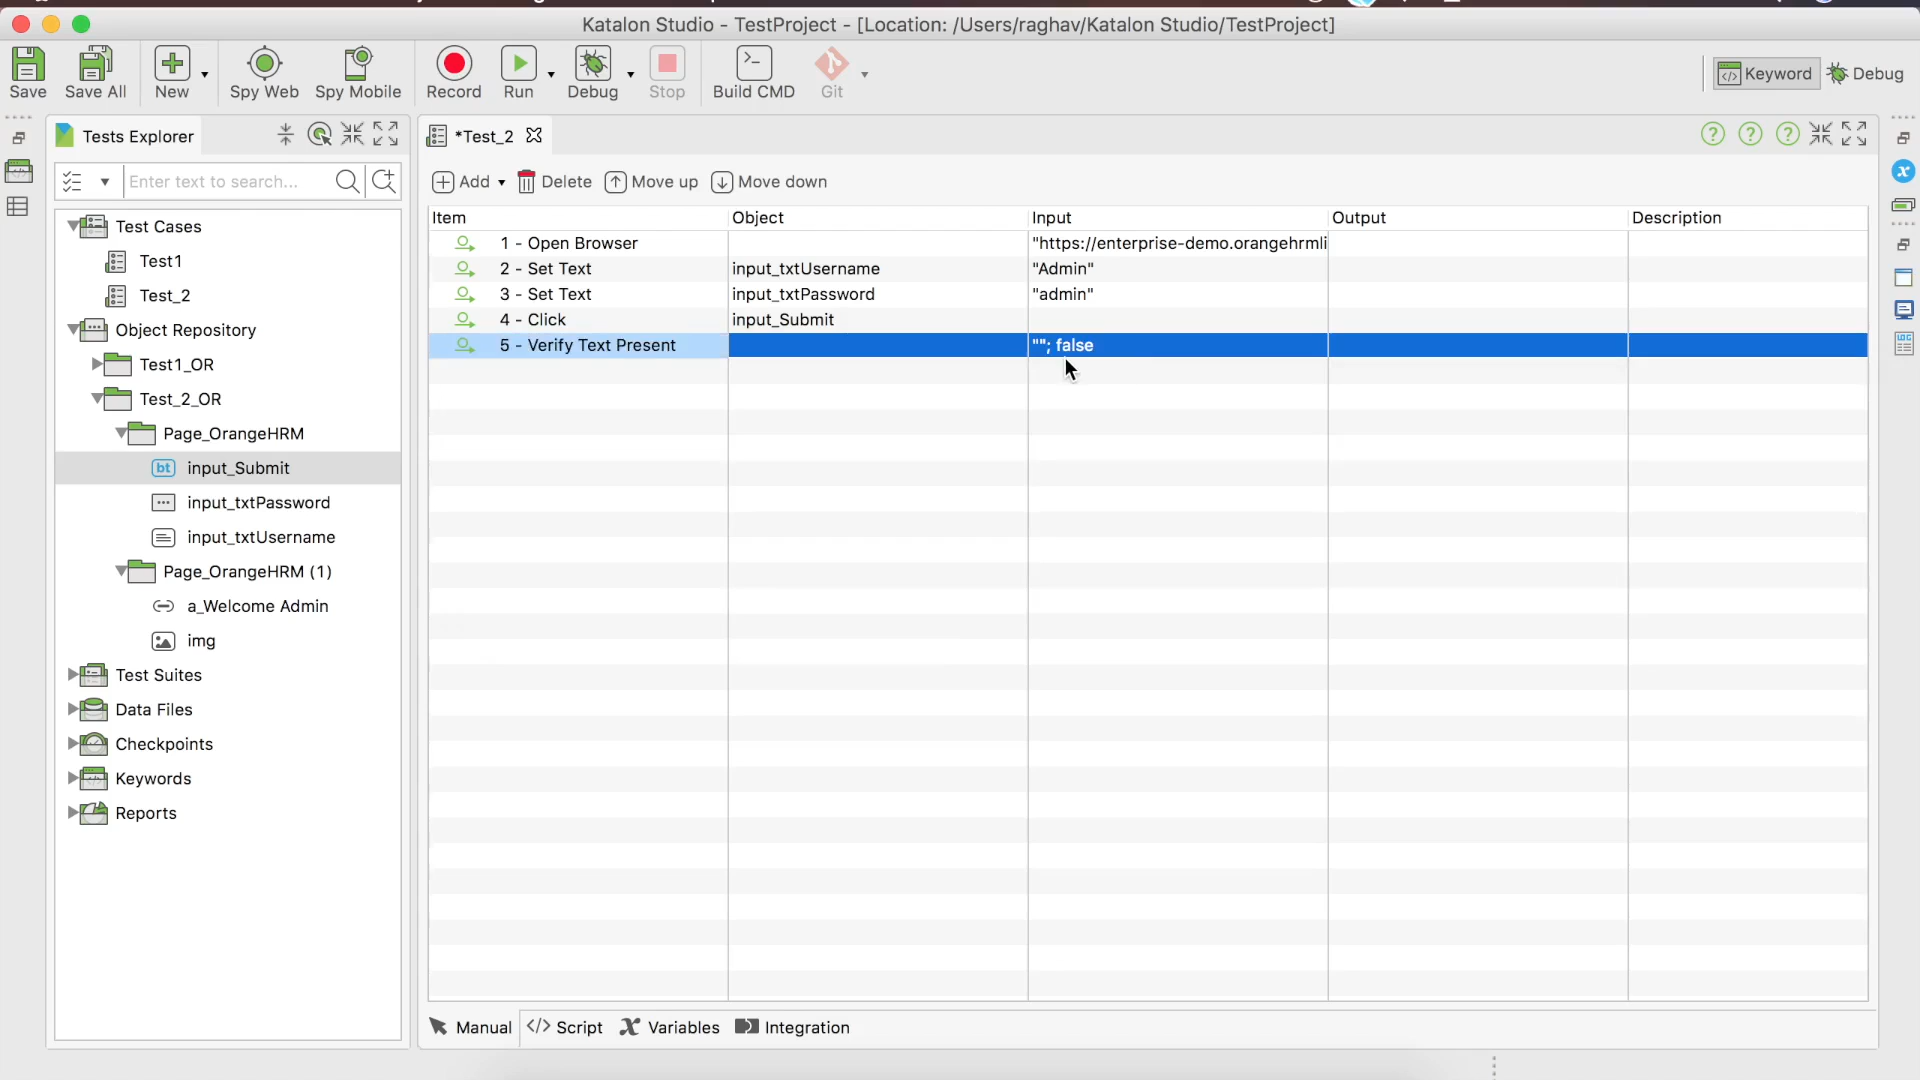 Katalon Studio - TestProject - [Location: /Users/raghav/Katalon Studio/TestProject]
Save
Save All
New
Spy Web
Spy Mobile
Record
Run
Debug
Stop
Build CMD
Git
Keyword
Debug
Tests Explorer
*Test_2
Enter text to search...
Add
Delete
Move up
Move down
Item Object Input Output Description
1 - Open Browser "https://enterprise-demo.orangehrmli
2 - Set Text input_txtUsername "Admin"
3 - Set Text input_txtPassword "admin"
4 - Click input_Submit
5 - Verify Text Present ""; false
Test Cases
Test1
Test_2
Object Repository
Test1_OR
Test_2_OR
Page_OrangeHRM
bt input_Submit
input_txtPassword
input_txtUsername
Page_OrangeHRM (1)
a_Welcome Admin
img
Test Suites
Data Files
Checkpoints
Keywords
Reports
Manual
Script
Variables
Integration
LOG